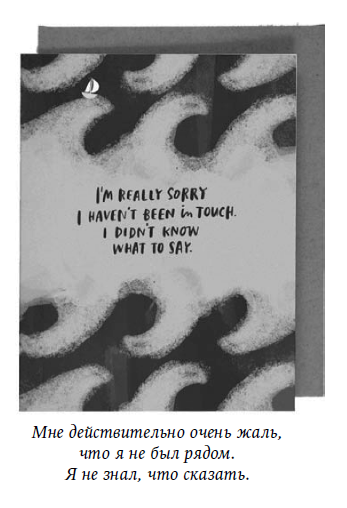 I'M REALLY SORRY
I HAVEN'T BEEN in TOUCH.
I DIDN'T KNOW
WHAT TO SAY.
Мне действительно очень жаль,
что я не был рядом.
Я не знал, что сказать.